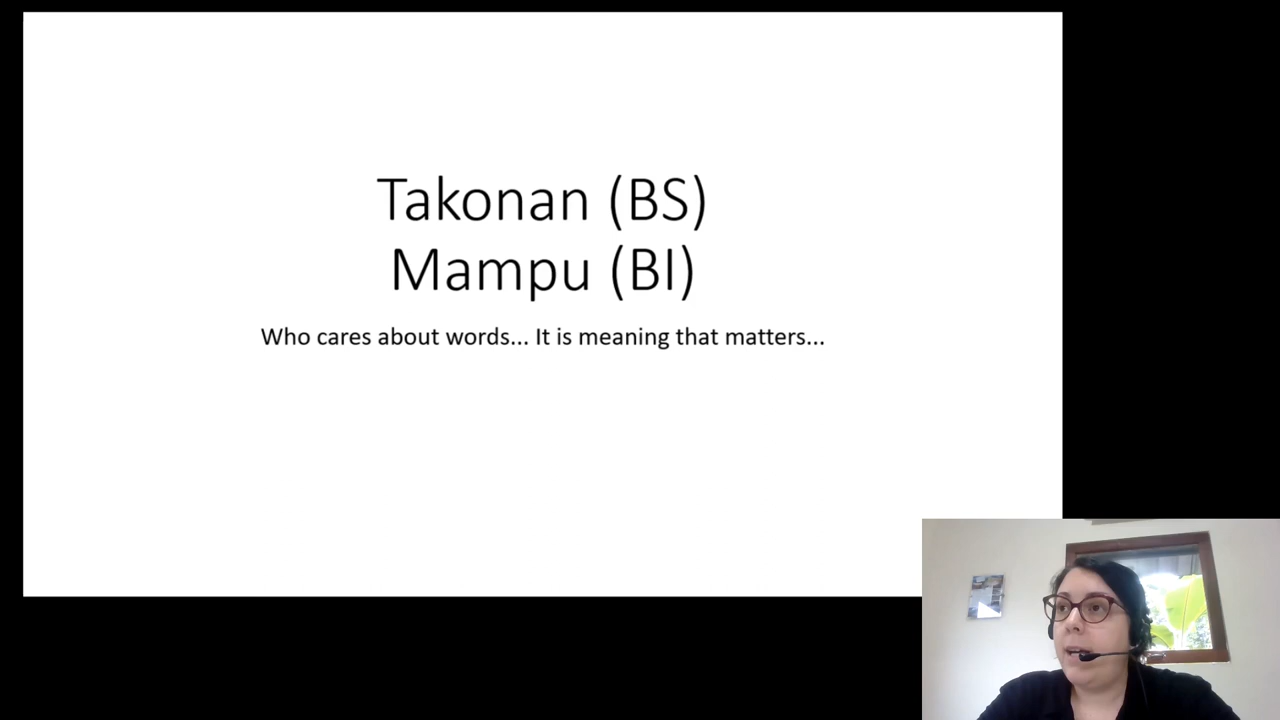 Takonan (BS)
Mampu (BI)
Who cares about words... It is meaning that matters...